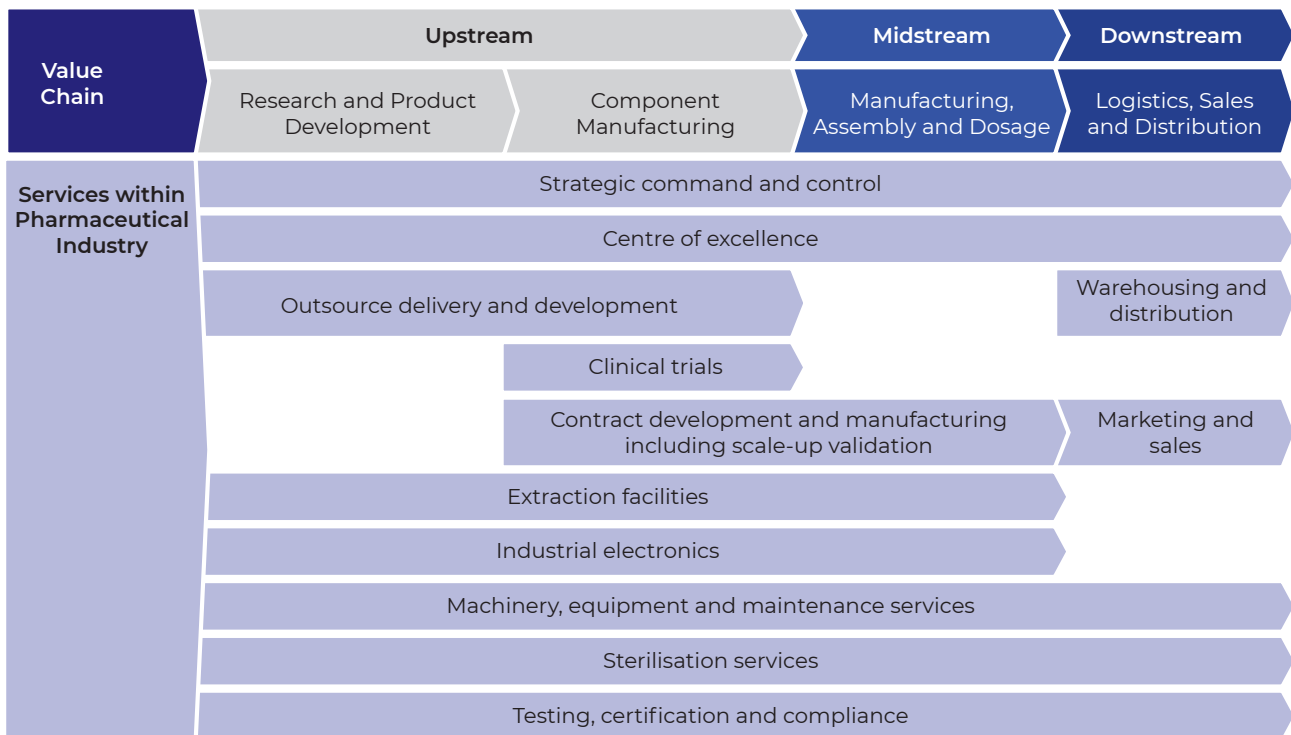 Value
Chain
Upstream
Midstream
Downstream
Research and Product
Development
Component
Manufacturing
Manufacturing,
Assembly and Dosage
Logistics, Sales
and Distribution
Services within
Pharmaceutical
Industry
Strategic command and control
Centre of excellence
Outsource delivery and development
Warehousing and
distribution
Clinical trials
Contract development and manufacturing
including scale-up validation
Marketing and
sales
Extraction facilities
Industrial electronics
Machinery, equipment and maintenance services
Sterilisation services
Testing, certification and compliance